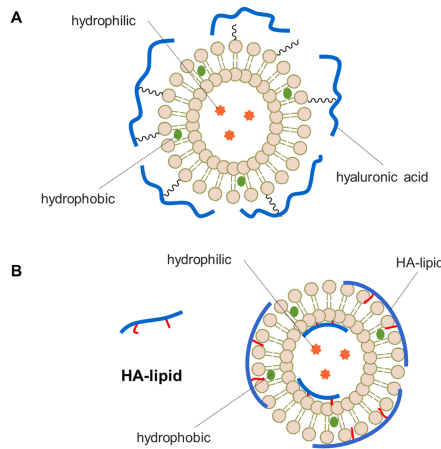 A
hydrophilic
hyaluronic acid
hydrophobic
B
hydrophilic
HA-lipid
HA-lipid
hydrophobic